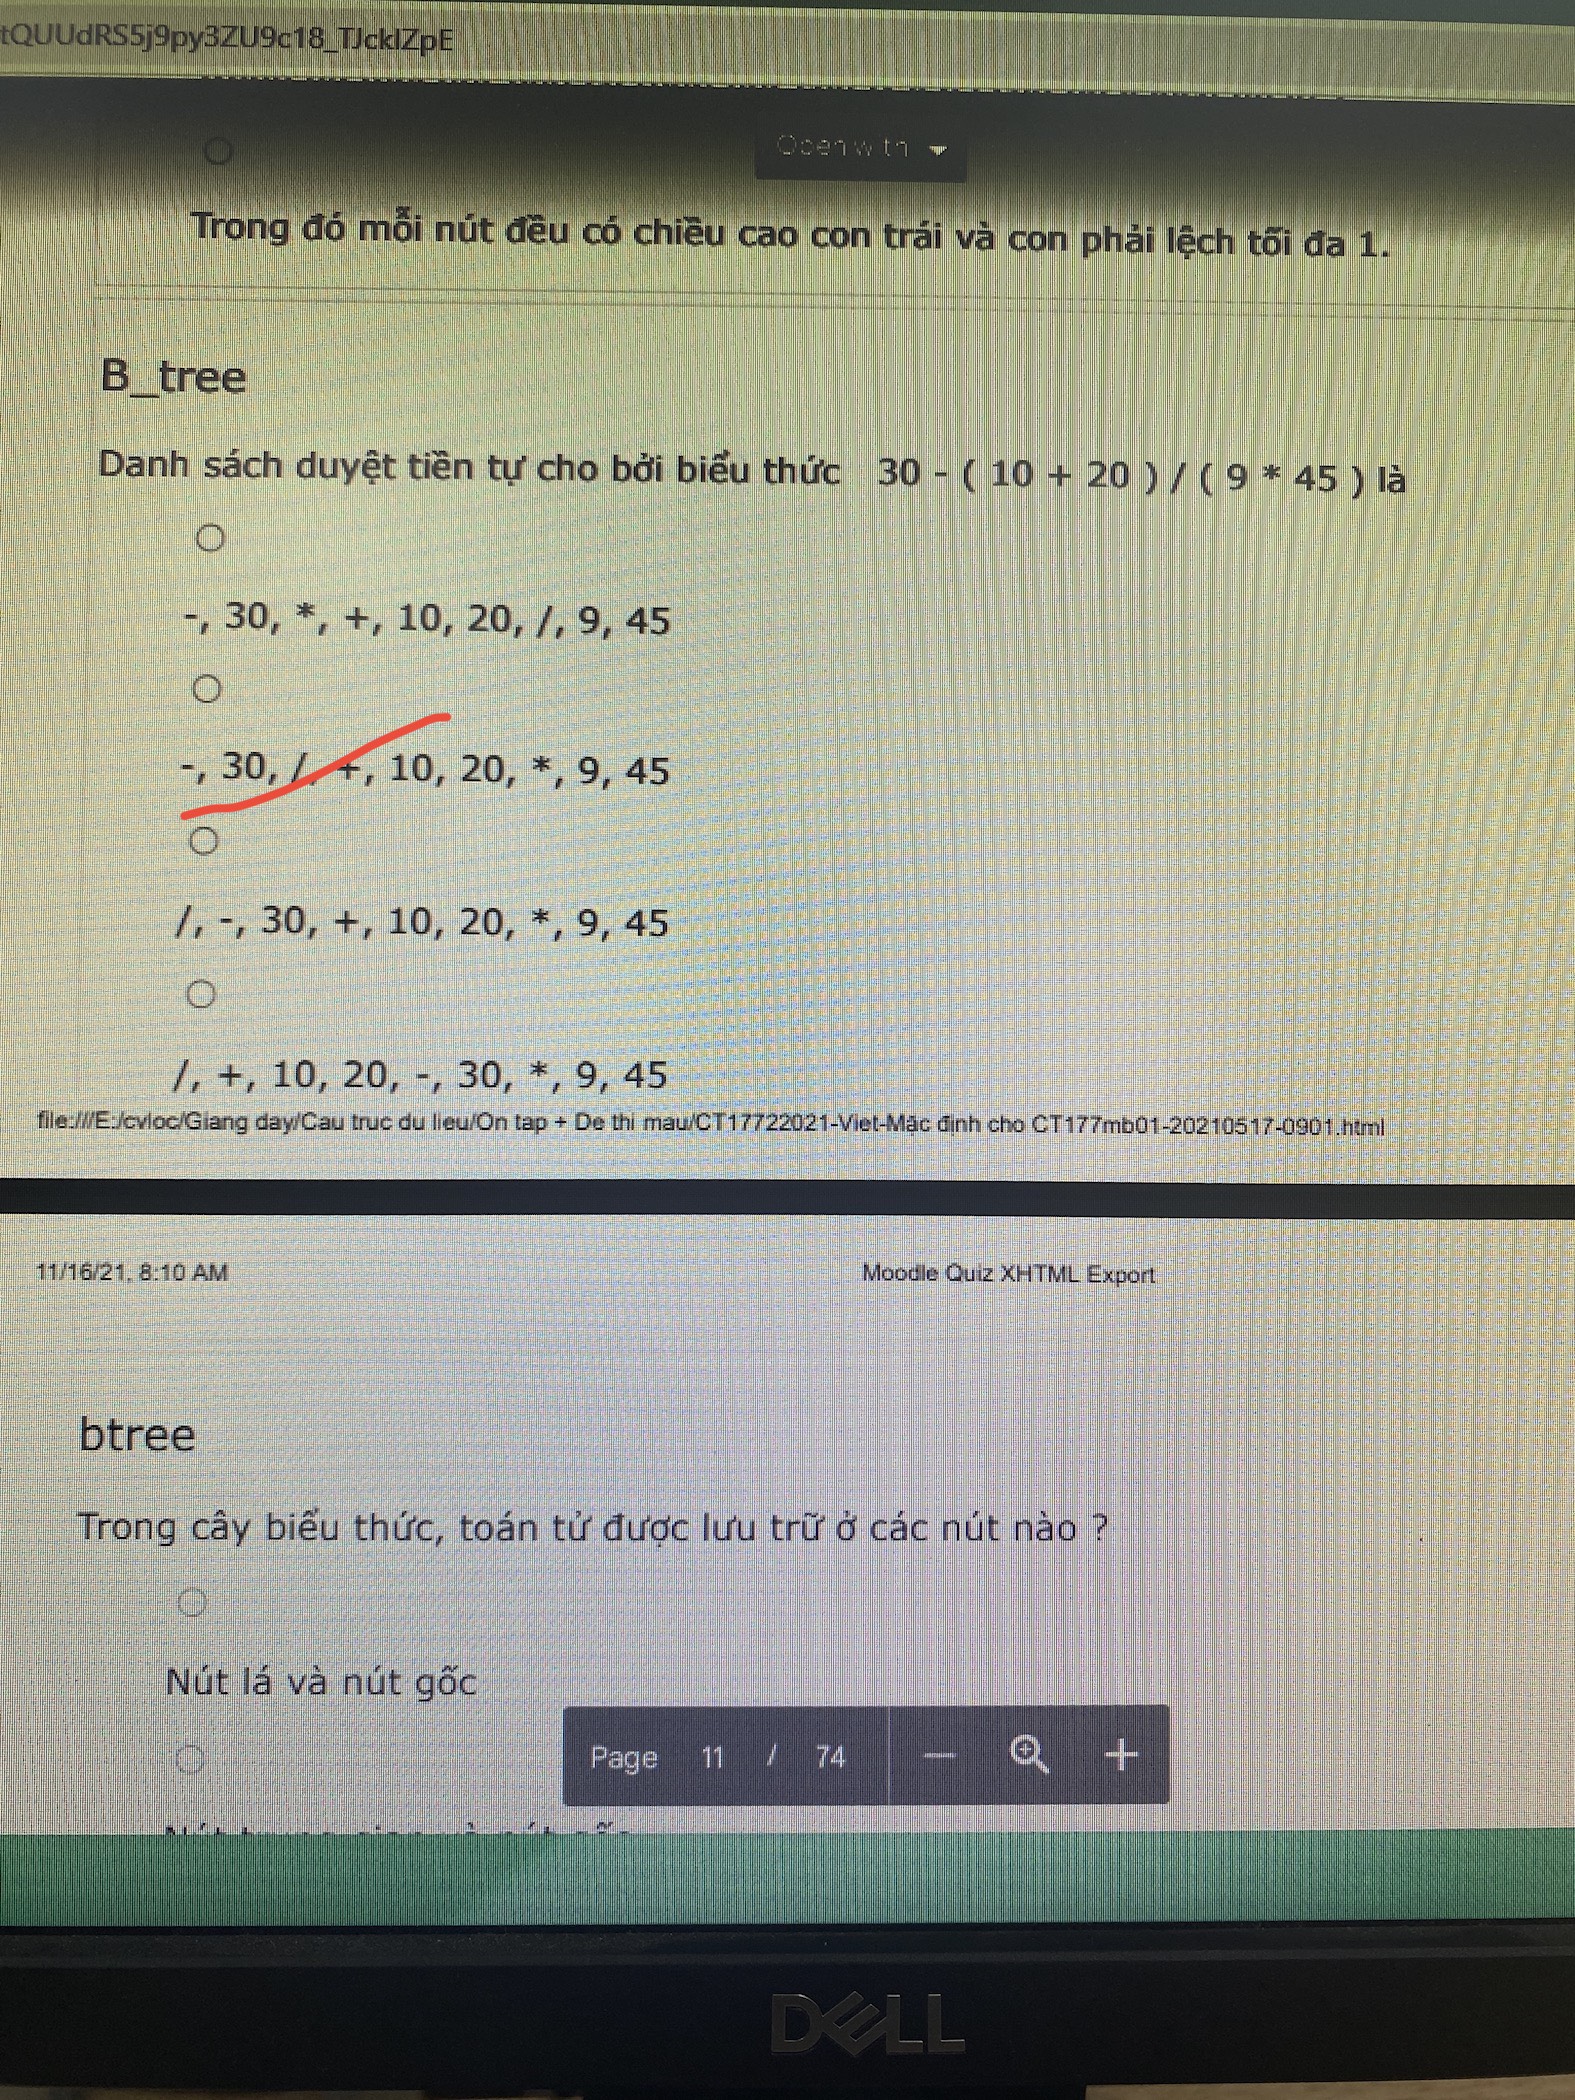 tQUUdRS5j9py3ZU9c18_TJcklZpE
Open with
Trong đó mỗi nút đều có chiều cao con trái và con phải lệch tối đa 1.
B_tree
Danh sách duyệt tiền tự cho bởi biểu thức 30 - ( 10 + 20 ) / ( 9 * 45 ) là
-, 30, *, +, 10, 20, /, 9, 45
-, 30, /, +, 10, 20, *, 9, 45
/, -, 30, +, 10, 20, *, 9, 45
/, +, 10, 20, -, 30, *, 9, 45
file:///E:/cvloc/Giang day/Cau truc du lieu/On tap + De thi mau/CT17722021-Viet-Mặc định cho CT177mb01-20210517-0901.html
11/16/21, 8:10 AM Moodle Quiz XHTML Export
btree
Trong cây biểu thức, toán tử được lưu trữ ở các nút nào ?
Nút lá và nút gốc
Page 11 / 74
DELL